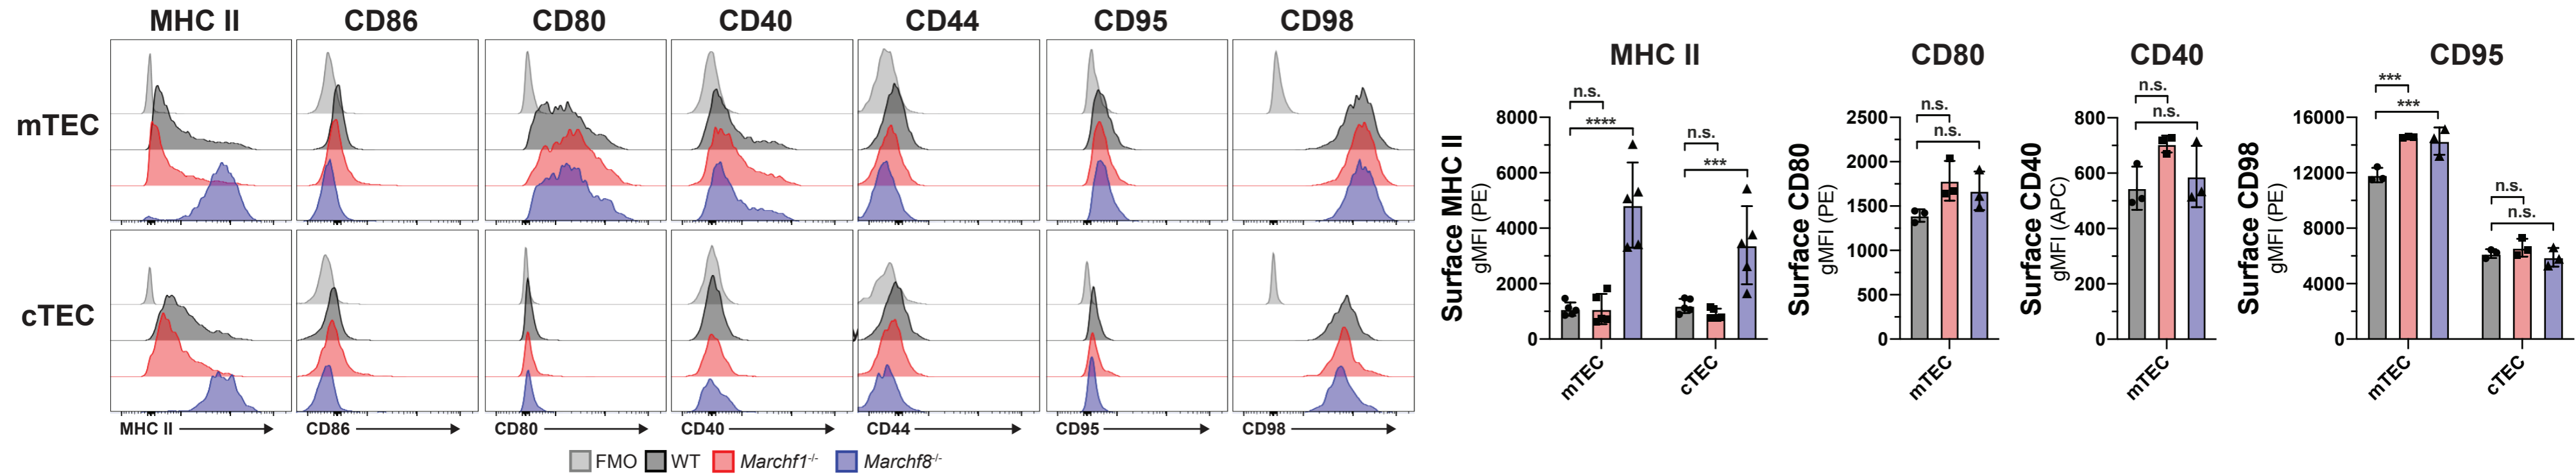 MHC II CD86 CD80 CD40 CD44 CD95 CD98
mTEC
cTEC
MHC II CD86 CD80 CD40 CD44 CD95 CD98
FMO WT Marchf1-/- Marchf8-/-
MHC II
Surface MHC II
gMFI (PE)
8000
6000
4000
2000
0
n.s.
****
n.s.
***
mTEC
cTEC
CD80
Surface CD80
gMFI (PE)
2500
2000
1500
1000
500
0
n.s.
n.s.
mTEC
CD40
Surface CD40
gMFI (APC)
800
600
400
200
0
n.s.
n.s.
mTEC
CD95
Surface CD98
gMFI (PE)
16000
12000
8000
4000
0
***
***
n.s.
n.s.
mTEC
cTEC